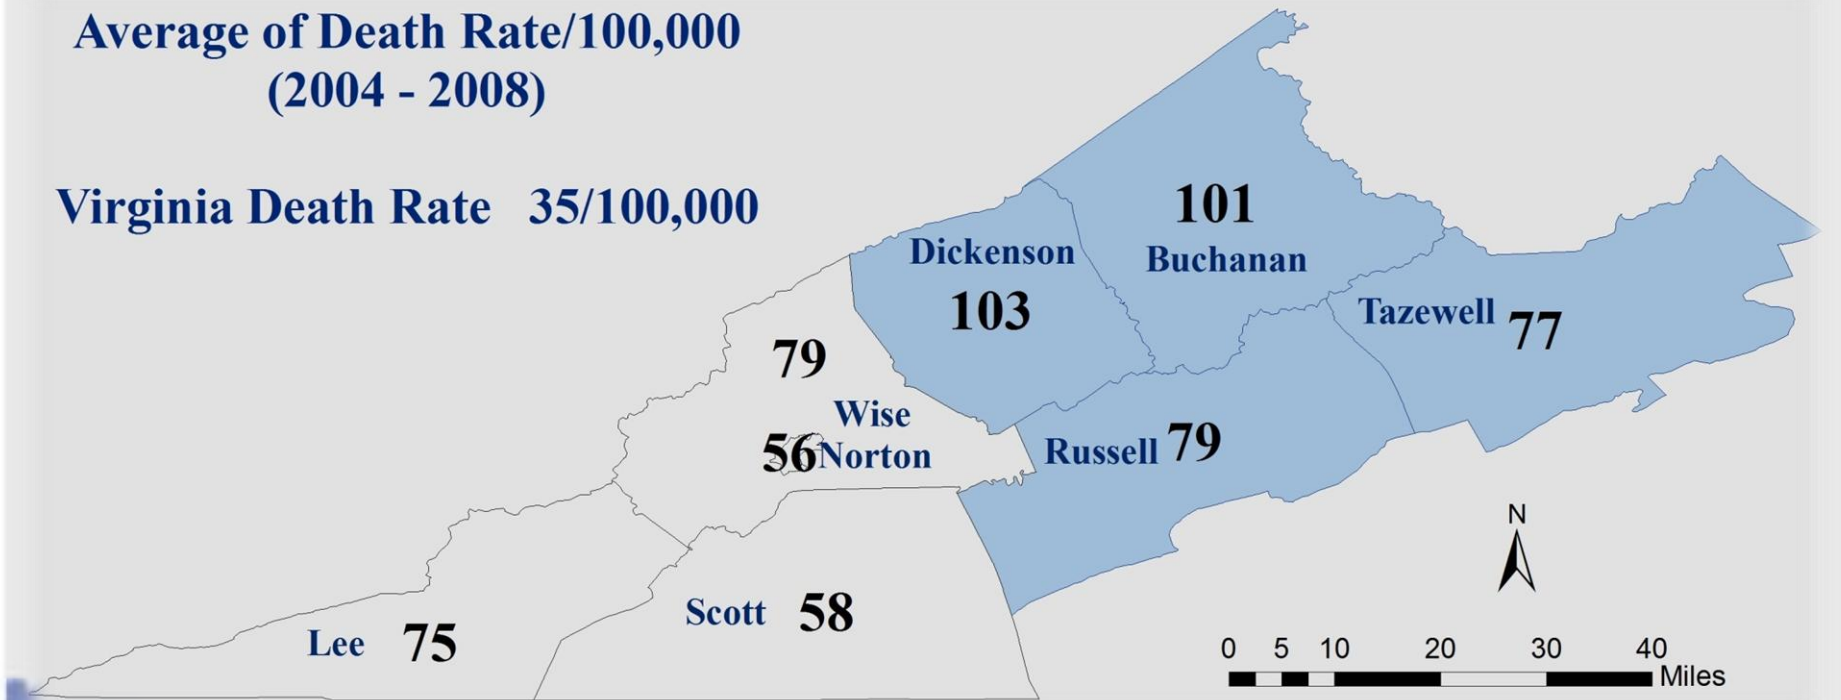 Average of Death Rate/100,000
(2004 - 2008)
Virginia Death Rate 35/100,000
101
Buchanan
Dickenson
103
Tazewell 77
79
Wise
56 Norton
Russell 79
Scott 58
Lee 75
N
0 5 10 20 30 40
Miles